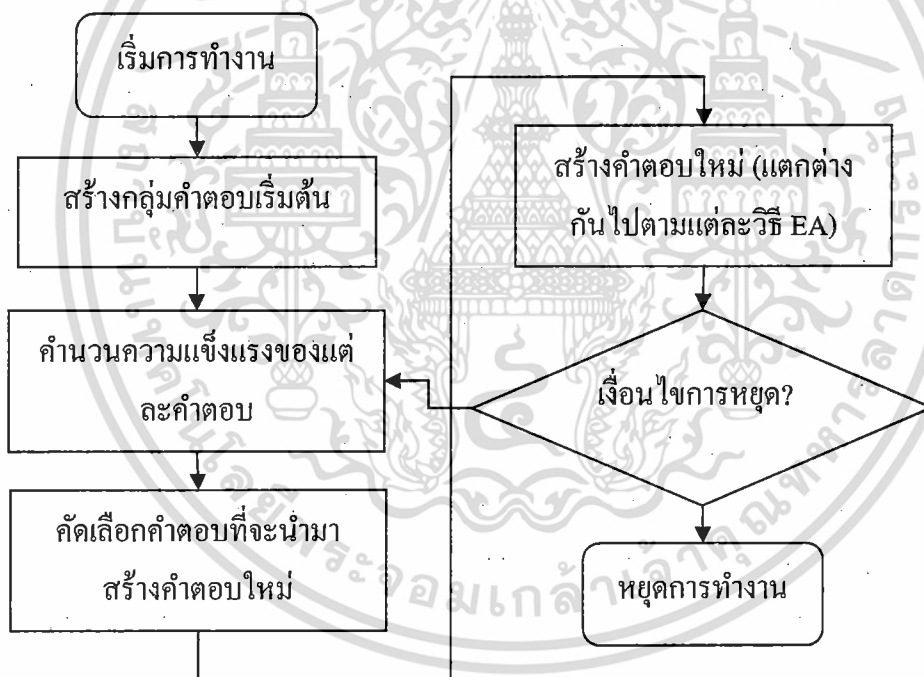 เริ่มการทำงาน
สร้างกลุ่มคำตอบเริ่มต้น
คำนวนความแข็งแรงของแต่
ละคำตอบ
คัดเลือกคำตอบที่จะนำมา
สร้างคำตอบใหม่
สร้างคำตอบใหม่ (แตกต่าง
กันไปตามแต่ละวิธี EA)
เงื่อนไขการหยุด?
หยุดการทำงาน